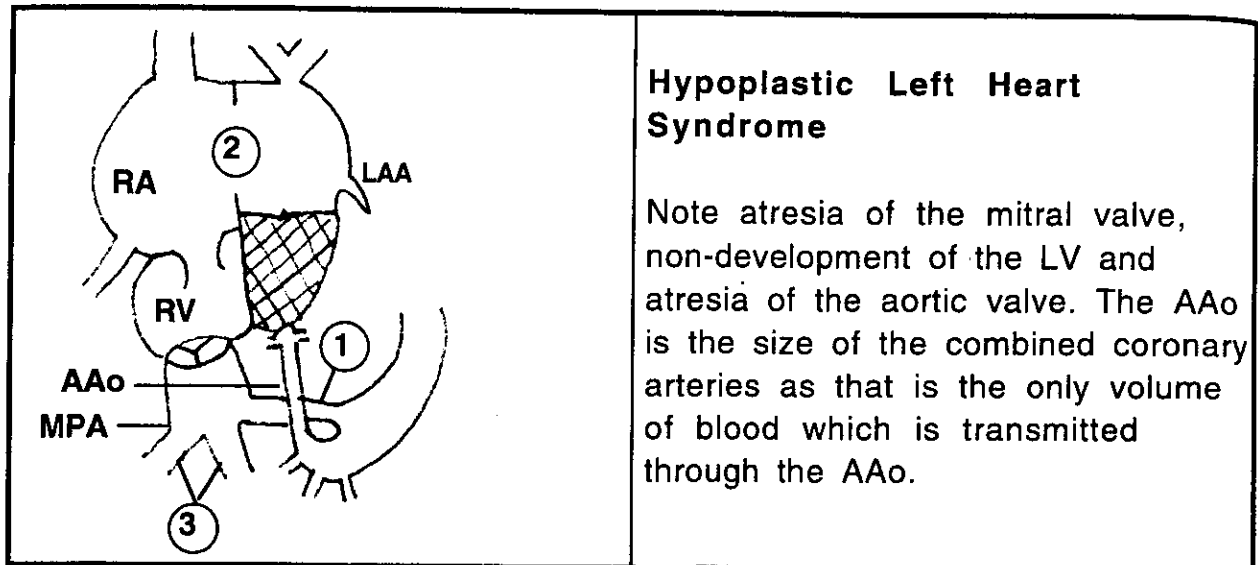 2
RA
LAA
RV
1
AAo
MPA
3
Hypoplastic Left Heart
Syndrome
Note atresia of the mitral valve,
non-development of the LV and
atresia of the aortic valve. The AAo
is the size of the combined coronary
arteries as that is the only volume
of blood which is transmitted
through the AAo.